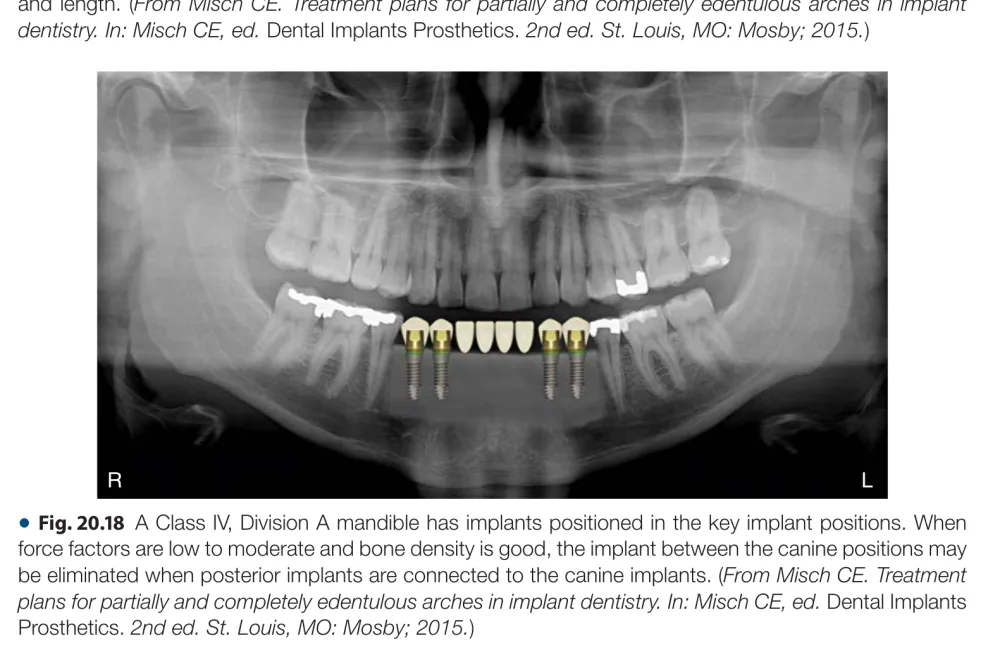 and length. (From Misch CE. Treatment plans for partially and completely edentulous arches in implant
dentistry. In: Misch CE, ed. Dental Implants Prosthetics. 2nd ed. St. Louis, MO: Mosby; 2015.)
R
L
• Fig. 20.18 A Class IV, Division A mandible has implants positioned in the key implant positions. When
force factors are low to moderate and bone density is good, the implant between the canine positions may
be eliminated when posterior implants are connected to the canine implants. (From Misch CE. Treatment
plans for partially and completely edentulous arches in implant dentistry. In: Misch CE, ed. Dental Implants
Prosthetics. 2nd ed. St. Louis, MO: Mosby; 2015.)